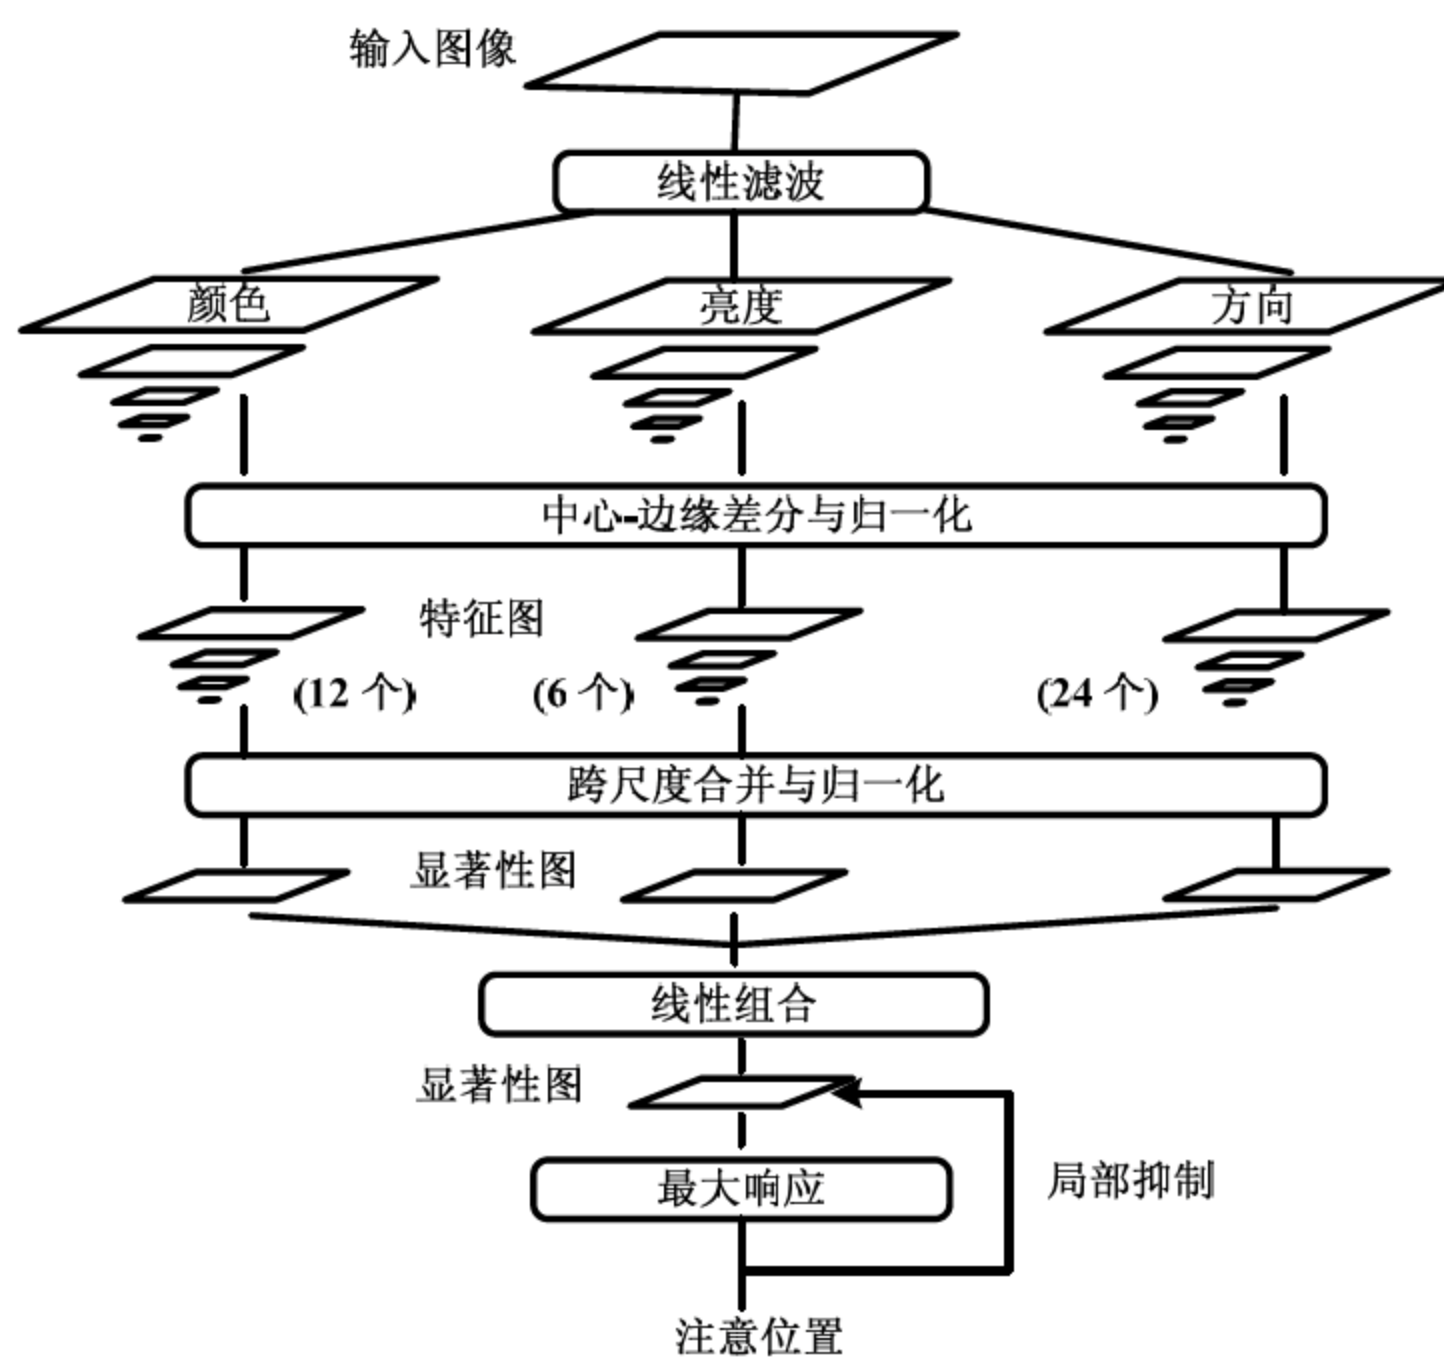 输入图像
线性滤波
颜色
亮度
方向
中心-边缘差分与归一化
特征图
(12 个)
(6 个)
(24 个)
跨尺度合并与归一化
显著性图
线性组合
显著性图
最大响应
局部抑制
注意位置